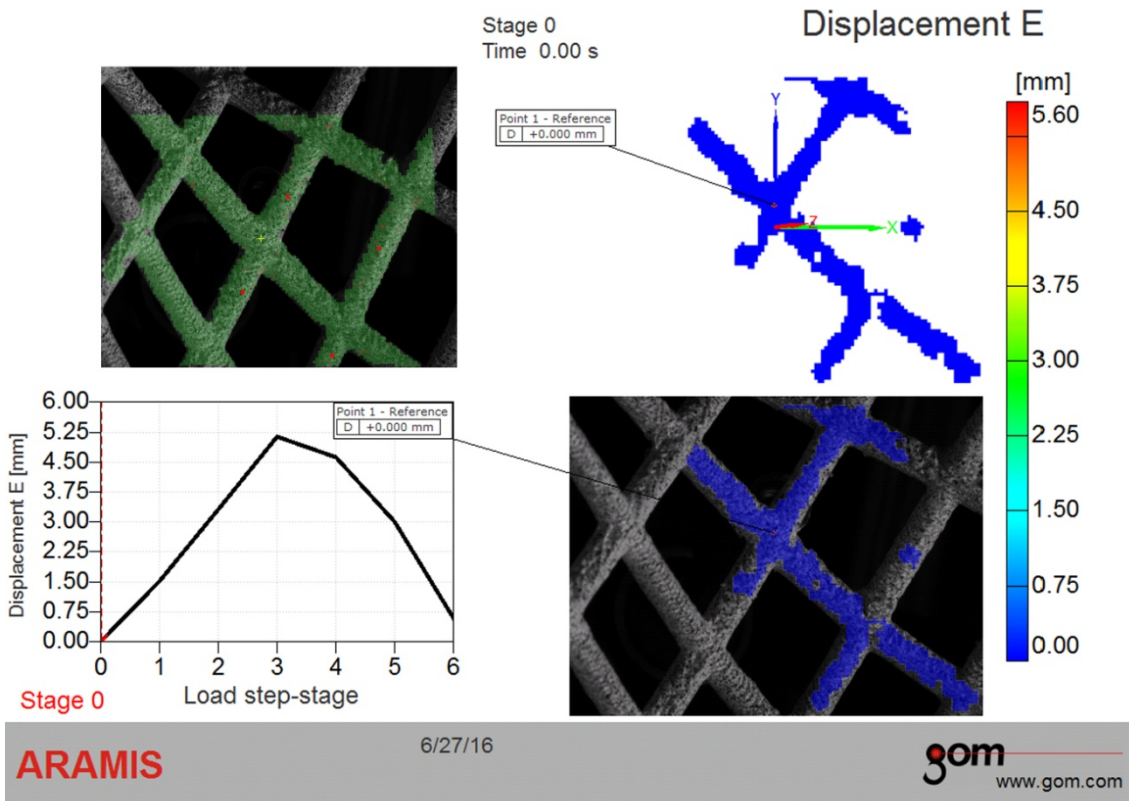 Stage 0
Time 0.00 s
Displacement E
Point 1 - Reference
D +0.000 mm
Y
Z
X
[mm]
5.60
4.50
3.75
3.00
2.25
1.50
0.75
0.00
Displacement E [mm]
6.00
5.25
4.50
3.75
3.00
2.25
1.50
0.75
0.00
Point 1 - Reference
D +0.000 mm
0 1 2 3 4 5 6
Stage 0
Load step-stage
ARAMIS
6/27/16
gom
www.gom.com